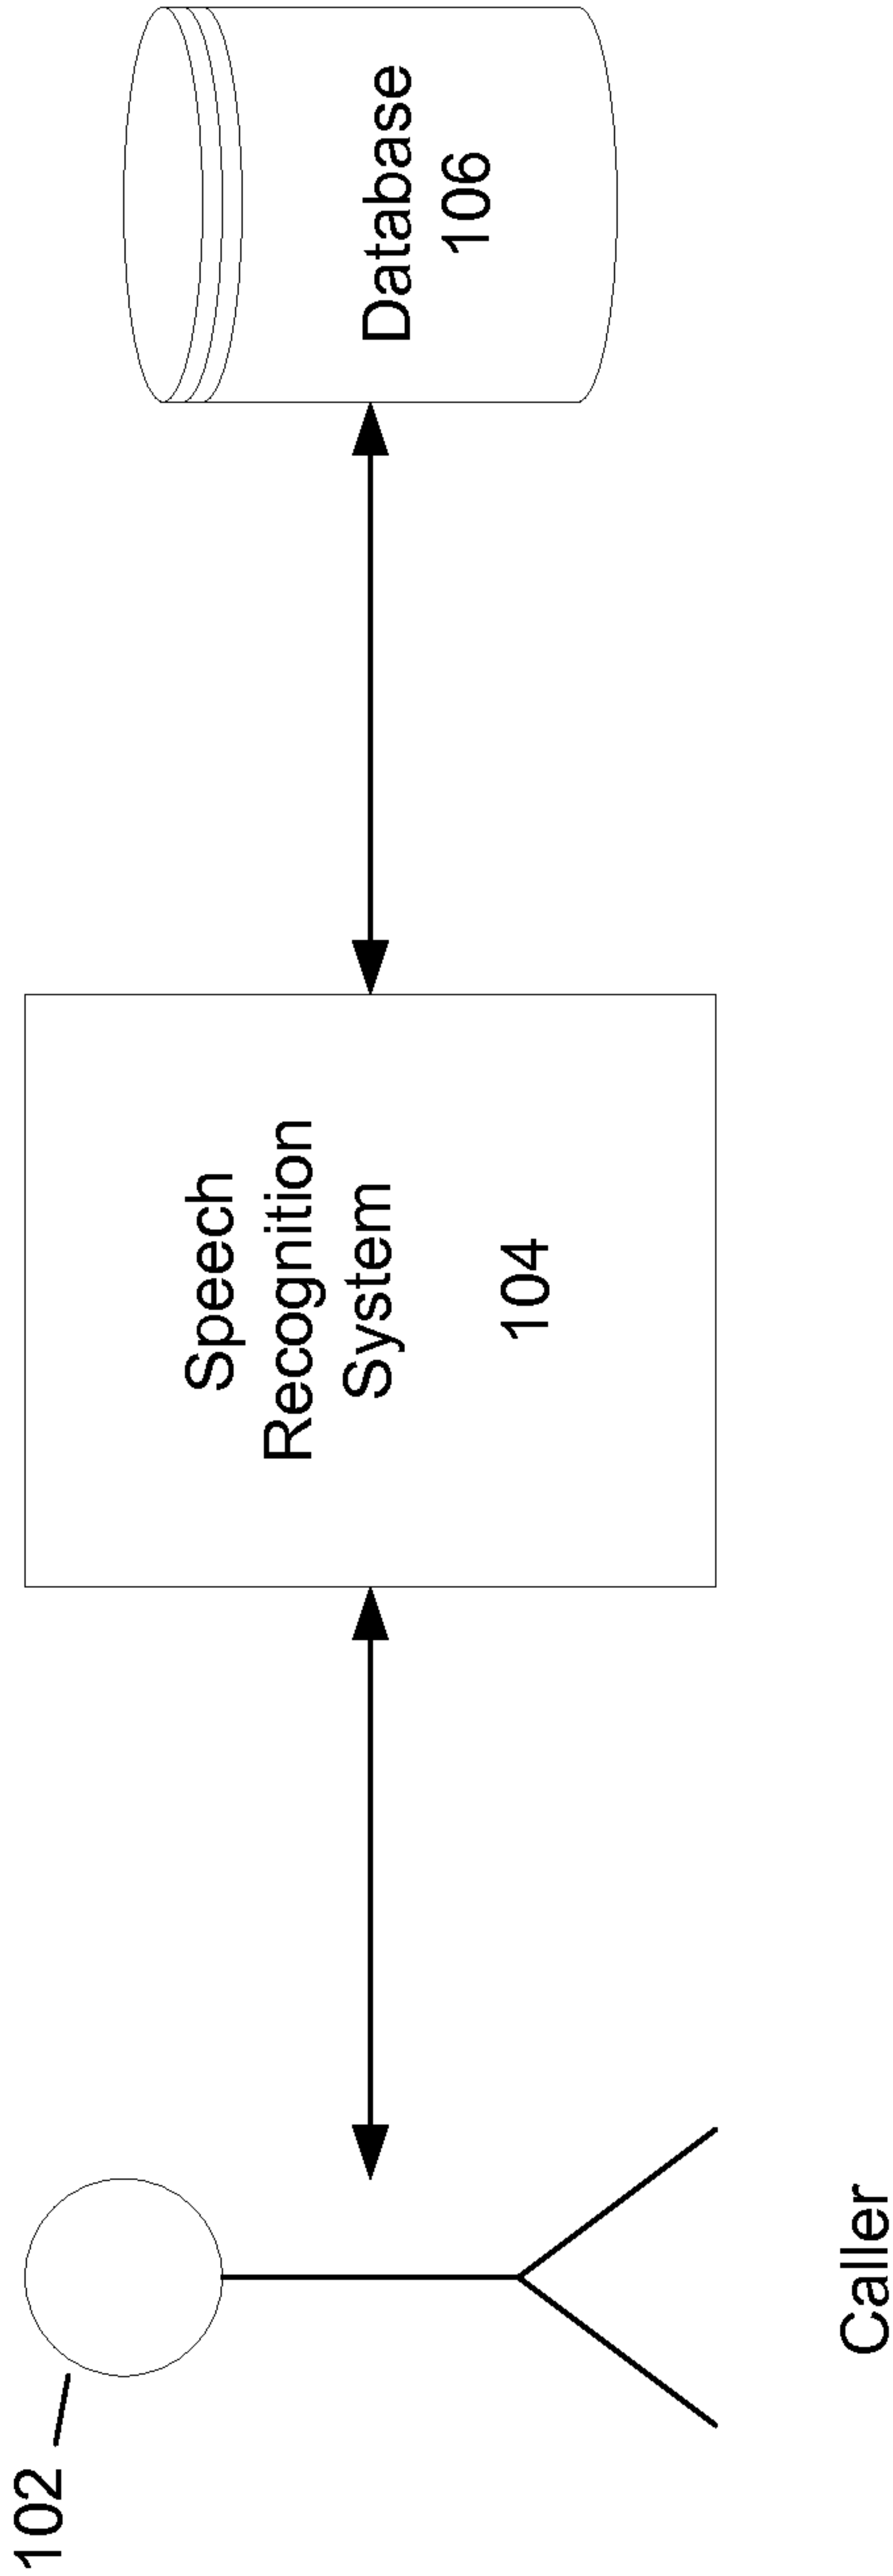 102
Caller
Speech
Recognition
System
104
Database
106